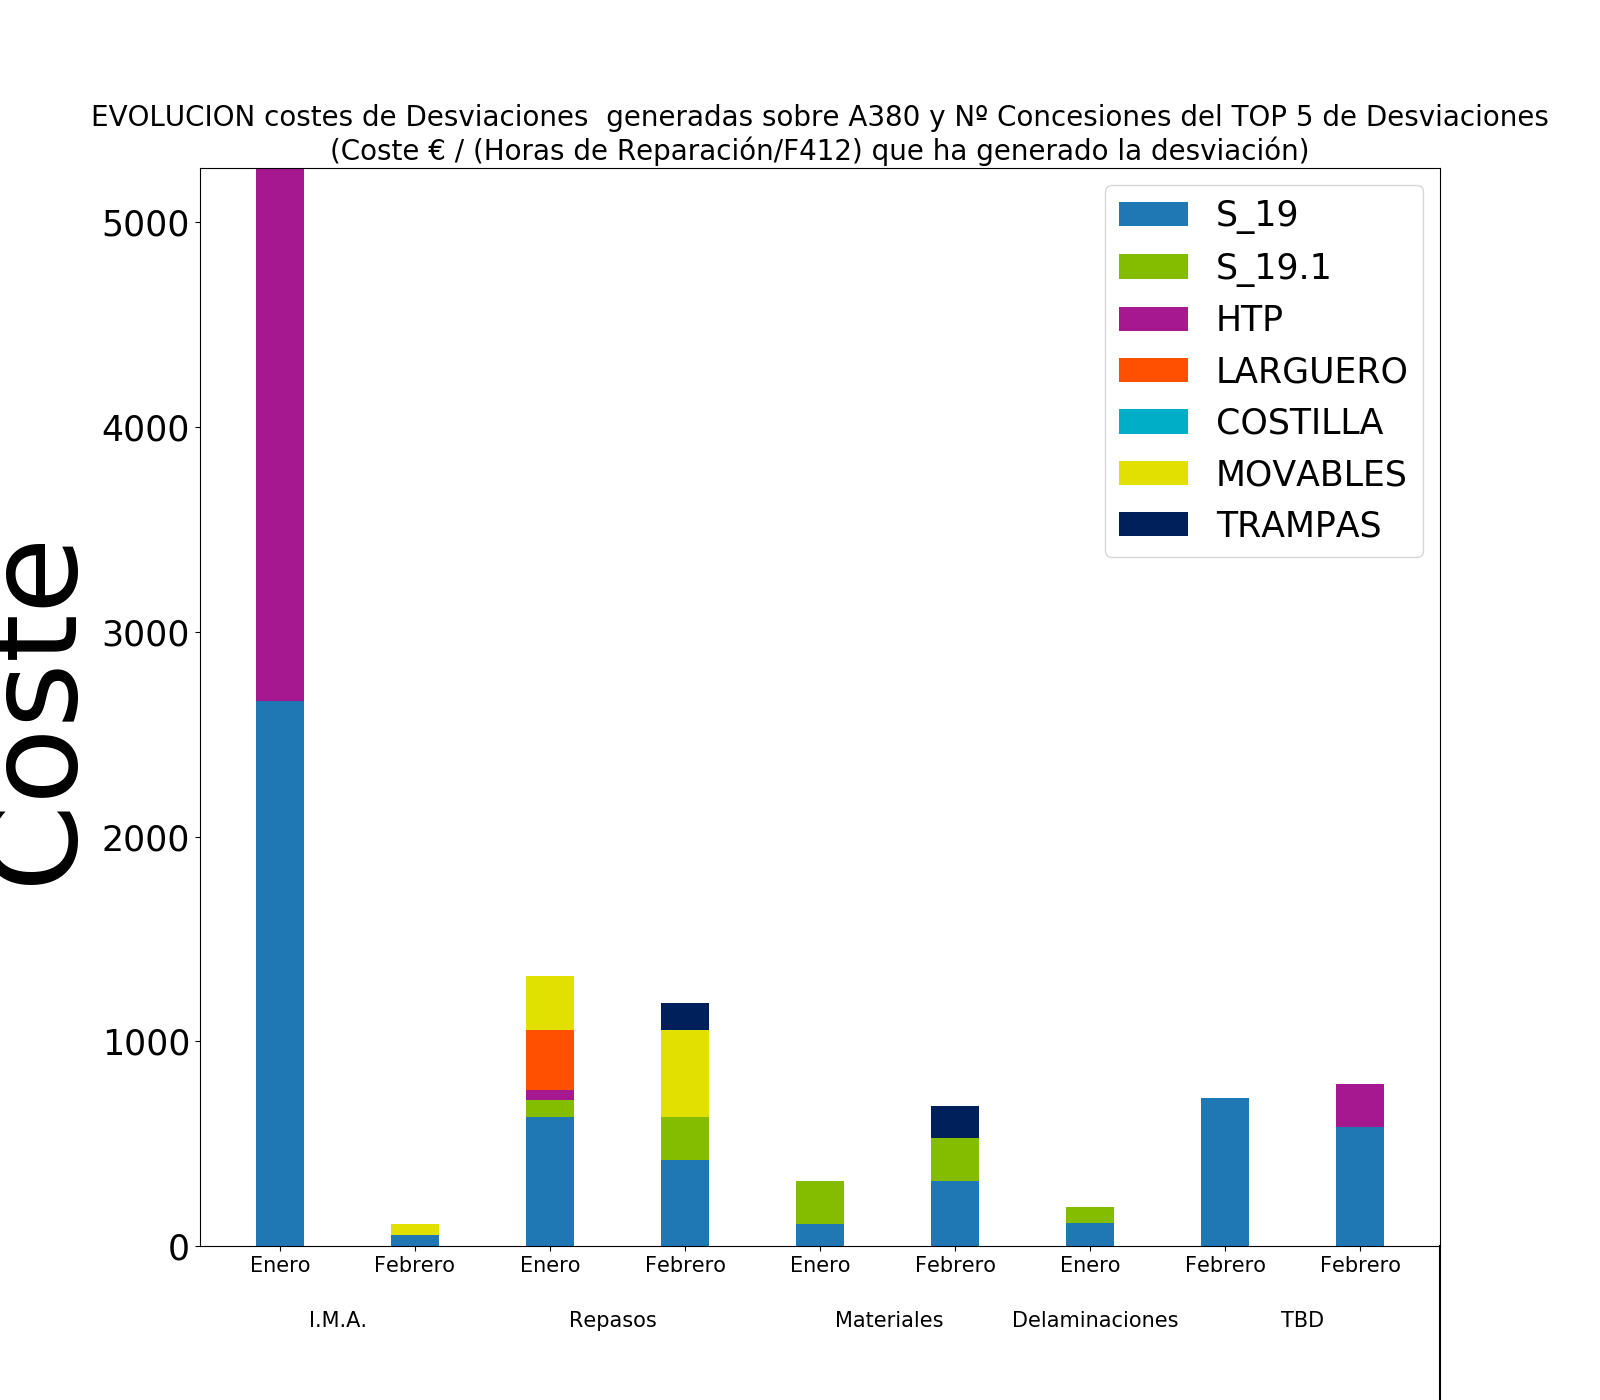 EVOLUCION costes de Desviaciones  generadas sobre A380 y Nº Concesiones del TOP 5 de Desviaciones
(Coste € / (Horas de Reparación/F412) que ha generado la desviación)
Coste
5000
4000
3000
2000
1000
0
S_19
S_19.1
HTP
LARGUERO
COSTILLA
MOVABLES
TRAMPAS
Enero Febrero Enero Febrero Enero Febrero Enero Febrero Febrero
I.M.A. Repasos Materiales Delaminaciones TBD